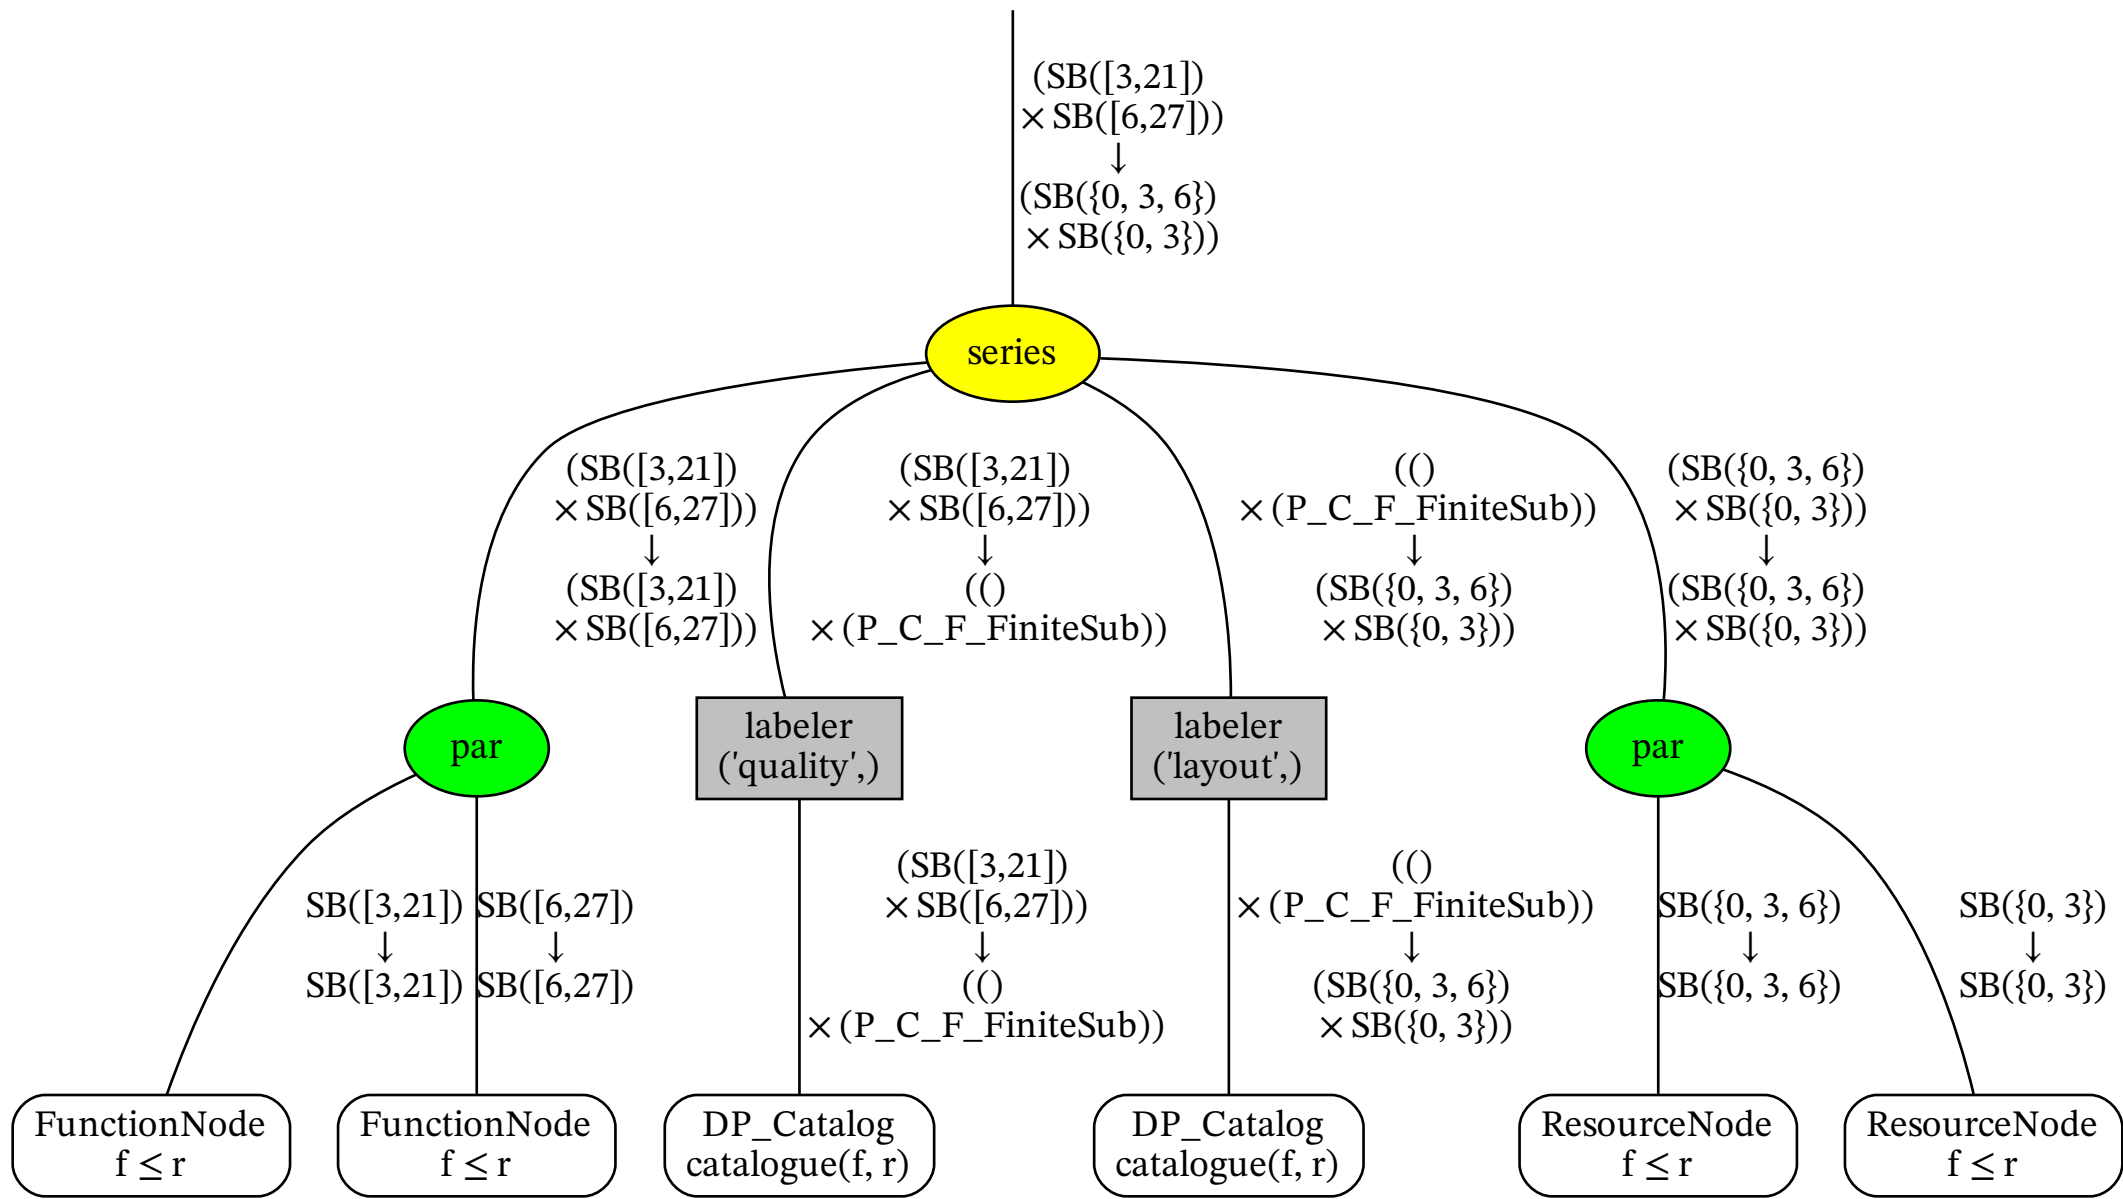 (SB([3,21])
× SB([6,27]))
↓
(SB({0, 3, 6})
× SB({0, 3}))
series
(SB([3,21])
× SB([6,27]))
↓
(SB([3,21])
× SB([6,27]))
(SB([3,21])
× SB([6,27]))
↓
(()
× (P_C_F_FiniteSub))
(()
× (P_C_F_FiniteSub))
↓
(SB({0, 3, 6})
× SB({0, 3}))
(SB({0, 3, 6})
× SB({0, 3}))
↓
(SB({0, 3, 6})
× SB({0, 3}))
par
labeler
('quality',)
labeler
('layout',)
par
SB([3,21])
↓
SB([3,21])
SB([6,27])
↓
SB([6,27])
(SB([3,21])
× SB([6,27]))
↓
(()
× (P_C_F_FiniteSub))
(()
× (P_C_F_FiniteSub))
↓
(SB({0, 3, 6})
× SB({0, 3}))
SB({0, 3, 6})
↓
SB({0, 3, 6})
SB({0, 3})
↓
SB({0, 3})
FunctionNode
f ≤ r
FunctionNode
f ≤ r
DP_Catalog
catalogue(f, r)
DP_Catalog
catalogue(f, r)
ResourceNode
f ≤ r
ResourceNode
f ≤ r